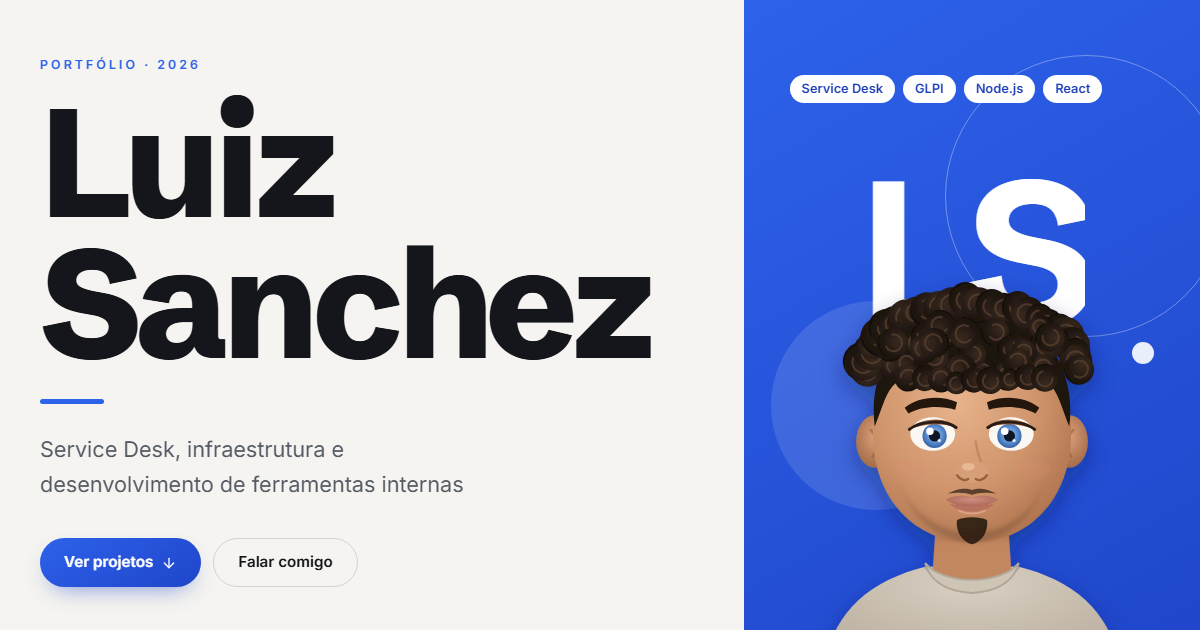 PORTFÓLIO · 2026
Luiz
Sanchez
Service Desk, infraestrutura e
desenvolvimento de ferramentas internas
Ver projetos ↓
Falar comigo
Service Desk
GLPI
Node.js
React
LS